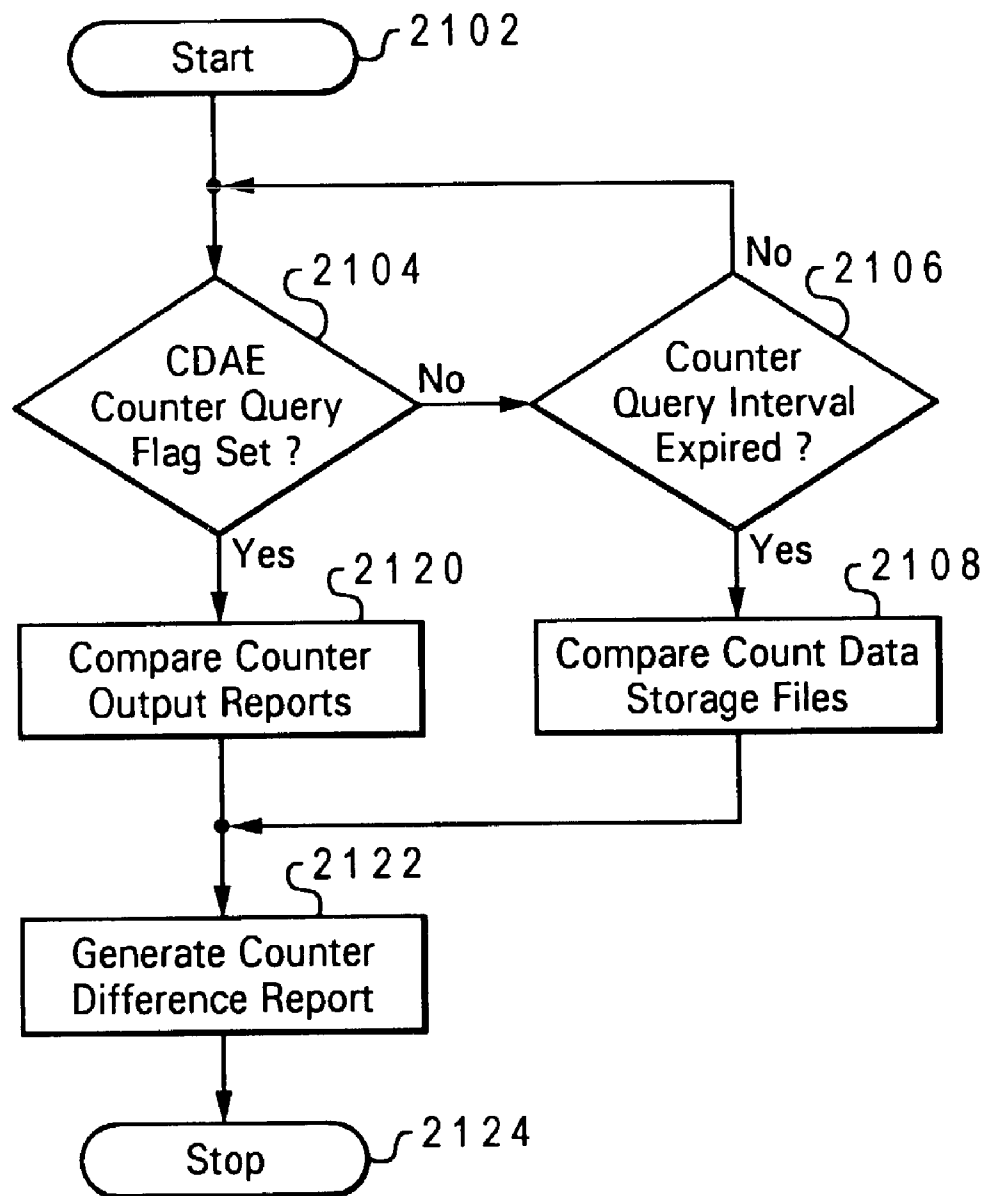 2102
Start
2104
CDAE
Counter Query
Flag Set ?
No
No
2106
Counter
Query Interval
Expired ?
Yes
2120
Compare Counter
Output Reports
Yes
2108
Compare Count Data
Storage Files
2122
Generate Counter
Difference Report
2124
Stop